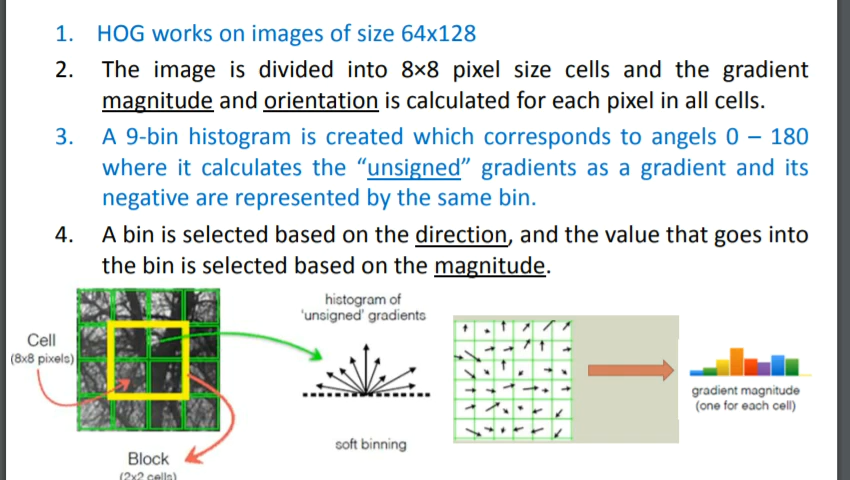 1. HOG works on images of size 64x128
2. The image is divided into 8×8 pixel size cells and the gradient
magnitude and orientation is calculated for each pixel in all cells.
3. A 9-bin histogram is created which corresponds to angels 0 – 180
where it calculates the “unsigned” gradients as a gradient and its
negative are represented by the same bin.
4. A bin is selected based on the direction, and the value that goes into
the bin is selected based on the magnitude.
Cell
(8x8 pixels)
Block
(2x2 cells)
histogram of
'unsigned' gradients
soft binning
gradient magnitude
(one for each cell)